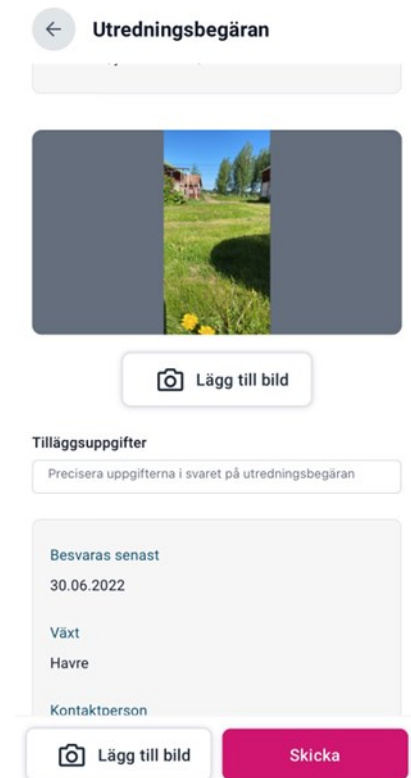 Utredningsbegäran
Lägg till bild
Tilläggsuppgifter
Precisera uppgifterna i svaret på utredningsbegäran
Besvaras senast
30.06.2022
Växt
Havre
Kontaktperson
Lägg till bild
Skicka